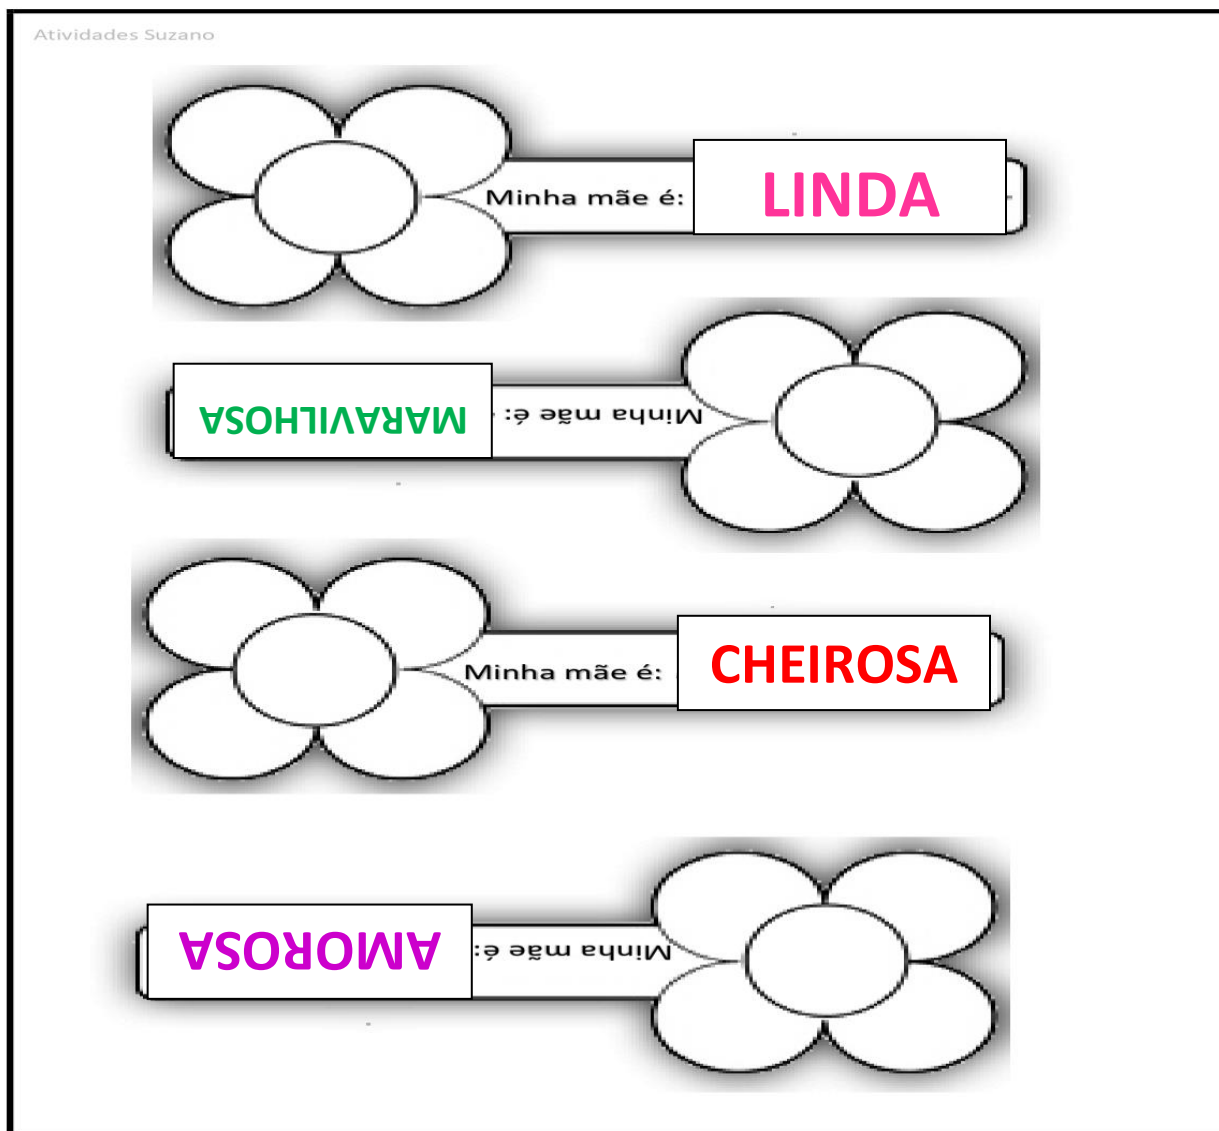 Atividades Suzano
Minha mãe é: LINDA
Minha mãe é: MARAVILHOSA
Minha mãe é: CHEIROSA
Minha mãe é: AMOROSA